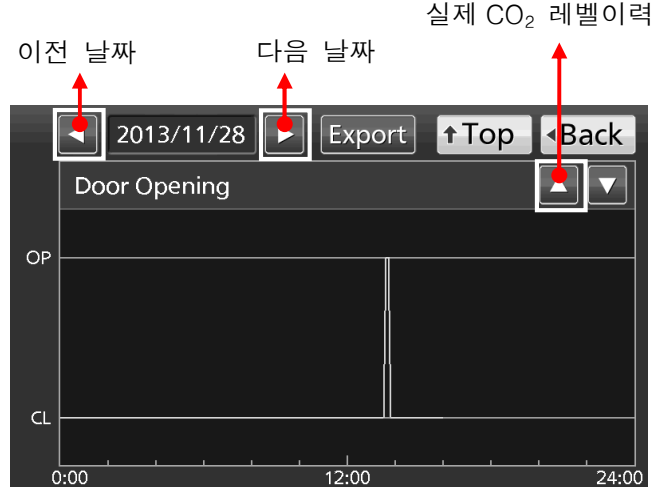 실제 CO₂ 레벨이력
이전 날짜 다음 날짜
◀ 2013/11/28 ▶ Export ↑Top ◂Back
Door Opening ▲ ▼
OP
CL
0:00 12:00 24:00